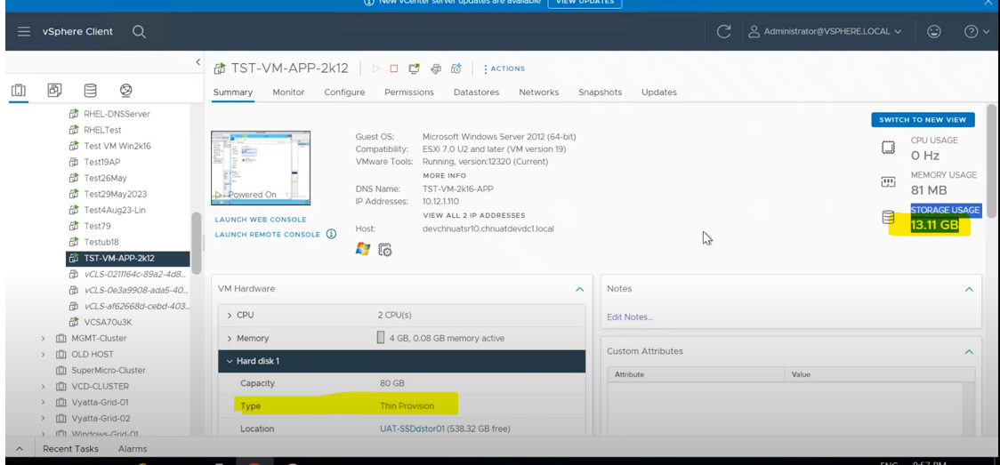 New vCenter server updates are available VIEW UPDATES
vSphere Client
Administrator@VSPHERE.LOCAL
TST-VM-APP-2k12
ACTIONS
Summary Monitor Configure Permissions Datastores Networks Snapshots Updates
SWITCH TO NEW VIEW
RHEL-DNSServer
RHELTest
Test VM Win2k16
Test19AP
Test26May
Test29May2023
Test4Aug23-Lin
Test79
Testub18
TST-VM-APP-2k12
vCLS-0211164c-89a2-4d8...
vCLS-0e3a9908-ada5-40...
vCLS-af62668d-cebd-403...
VCSA70u3K
MGMT-Cluster
OLD HOST
SuperMicro-Cluster
VCD-CLUSTER
Vyatta-Grid-01
Vyatta-Grid-02
Windows-Grid-01
Powered On
LAUNCH WEB CONSOLE
LAUNCH REMOTE CONSOLE
Guest OS: Microsoft Windows Server 2012 (64-bit)
Compatibility: ESXi 7.0 U2 and later (VM version 19)
VMware Tools: Running, version:12320 (Current)
MORE INFO
DNS Name: TST-VM-2k16-APP
IP Addresses: 10.12.1.110
VIEW ALL 2 IP ADDRESSES
Host: devchnuatsr10.chnuatdevdc1.local
CPU USAGE
0 Hz
MEMORY USAGE
81 MB
STORAGE USAGE
13.11 GB
VM Hardware
CPU 2 CPU(s)
Memory 4 GB, 0.08 GB memory active
Hard disk 1
Capacity 80 GB
Type Thin Provision
Location UAT-SSDdstor01 (538.32 GB free)
Notes
Edit Notes...
Custom Attributes
Attribute Value
Recent Tasks Alarms
ENG 8:57 PM